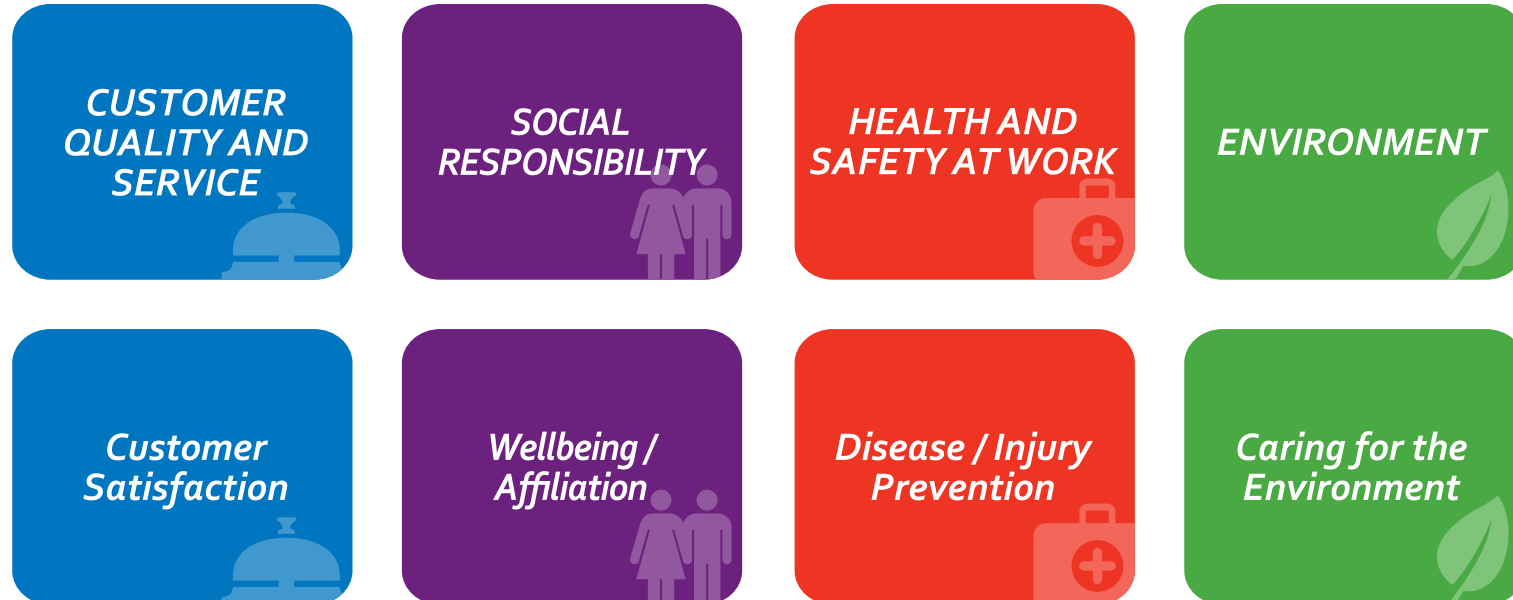 CUSTOMER
QUALITY AND
SERVICE
SOCIAL
RESPONSIBILITY
HEALTH AND
SAFETY AT WORK
ENVIRONMENT
Customer
Satisfaction
Wellbeing /
Affiliation
Disease / Injury
Prevention
Caring for the
Environment